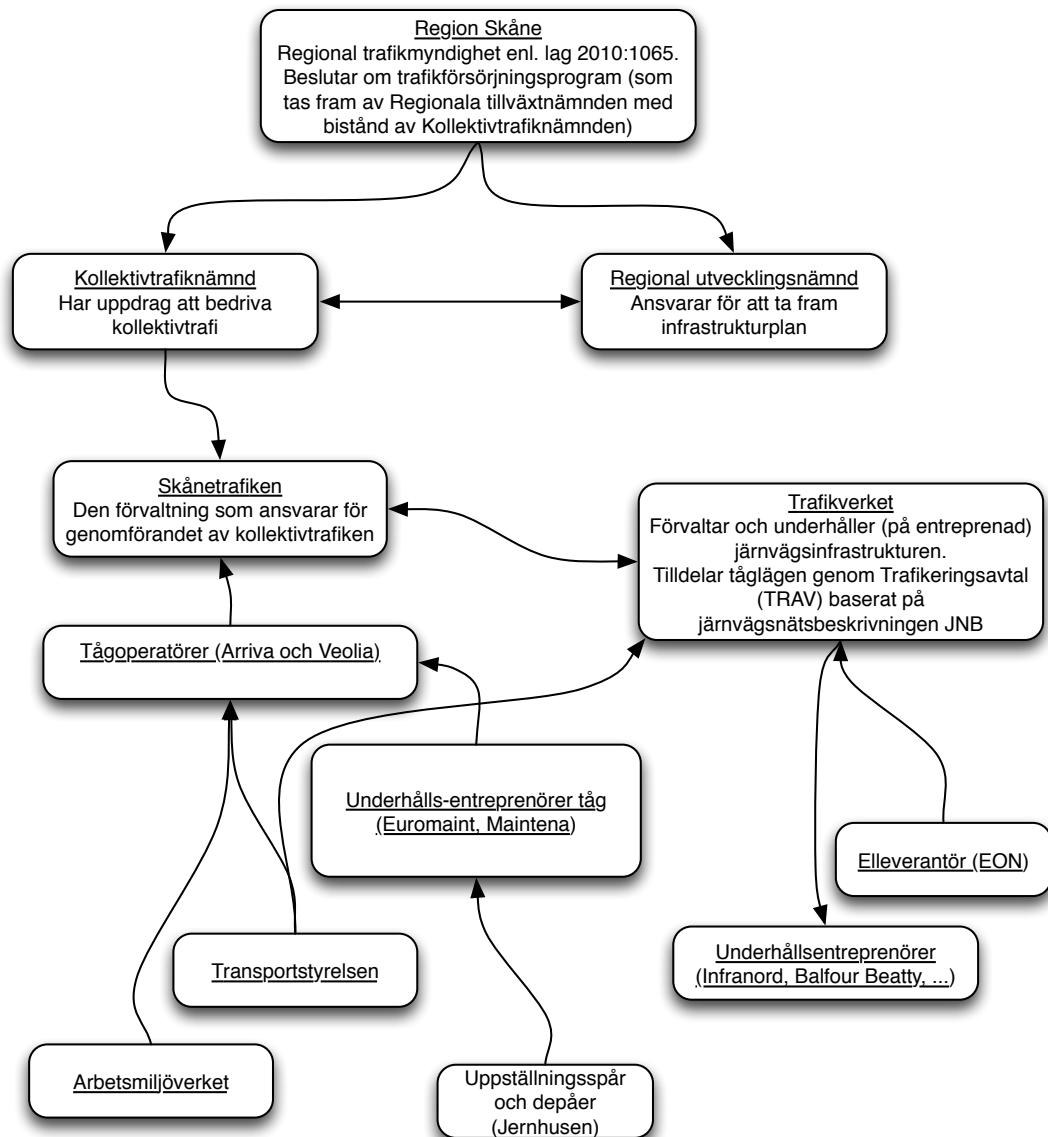 Region Skåne
Regional trafikmyndighet enl. lag 2010:1065.
Beslutar om trafikförsörjningsprogram (som
tas fram av Regionala tillväxtnämnden med
bistånd av Kollektivtrafiknämnden)
Kollektivtrafiknämnd
Har uppdrag att bedriva
kollektivtrafi
Regional utvecklingsnämnd
Ansvarar för att ta fram
infrastrukturplan
Skånetrafiken
Den förvaltning som ansvarar för
genomförandet av kollektivtrafiken
Trafikverket
Förvaltar och underhåller (på entreprenad)
järnvägsinfrastrukturen.
Tilldelar tåglägen genom Trafikeringsavtal
(TRAV) baserat på
järnvägsnätsbeskrivningen JNB
Tågoperatörer (Arriva och Veolia)
Underhålls-entreprenörer tåg
(Euromaint, Maintena)
Elleverantör (EON)
Transportstyrelsen
Underhållsentreprenörer
(Infranord, Balfour Beatty, ...)
Arbetsmiljöverket
Uppställningsspår
och depåer
(Jernhusen)